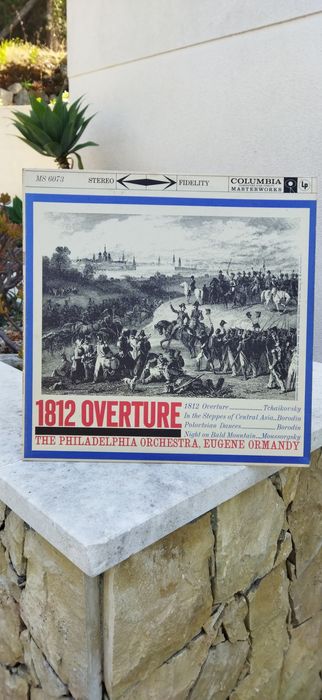 MS 6073 STEREO FIDELITY COLUMBIA LP
MASTERWORKS
1812 OVERTURE
1812 Overture Tchaikovsky
In the Steppes of Central Asia Borodin
Polovtsian Dances Borodin
Night on Bald Mountain Moussorgsky
THE PHILADELPHIA ORCHESTRA, EUGENE ORMANDY